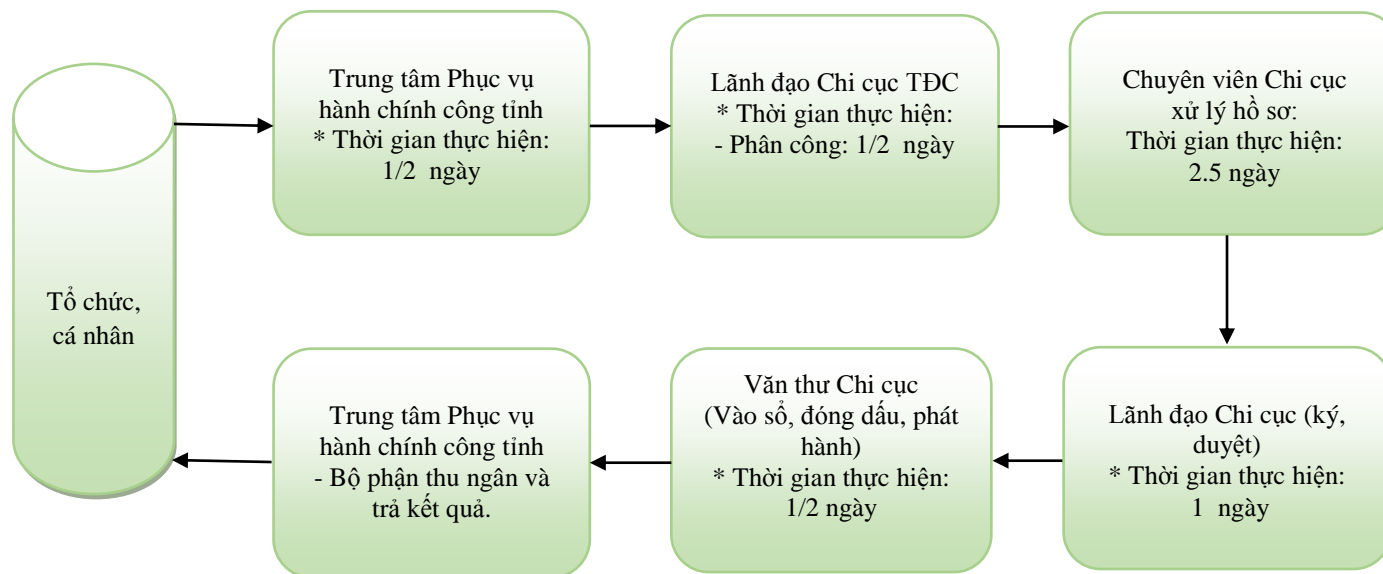 Tổ chức,
cá nhân
Trung tâm Phục vụ
hành chính công tỉnh
* Thời gian thực hiện:
1/2 ngày
Lãnh đạo Chi cục TĐC
* Thời gian thực hiện:
- Phân công: 1/2 ngày
Chuyên viên Chi cục
xử lý hồ sơ:
Thời gian thực hiện:
2.5 ngày
Lãnh đạo Chi cục (ký,
duyệt)
* Thời gian thực hiện:
1 ngày
Văn thư Chi cục
(Vào sổ, đóng dấu, phát
hành)
* Thời gian thực hiện:
1/2 ngày
Trung tâm Phục vụ
hành chính công tỉnh
- Bộ phận thu ngân và
trả kết quả.